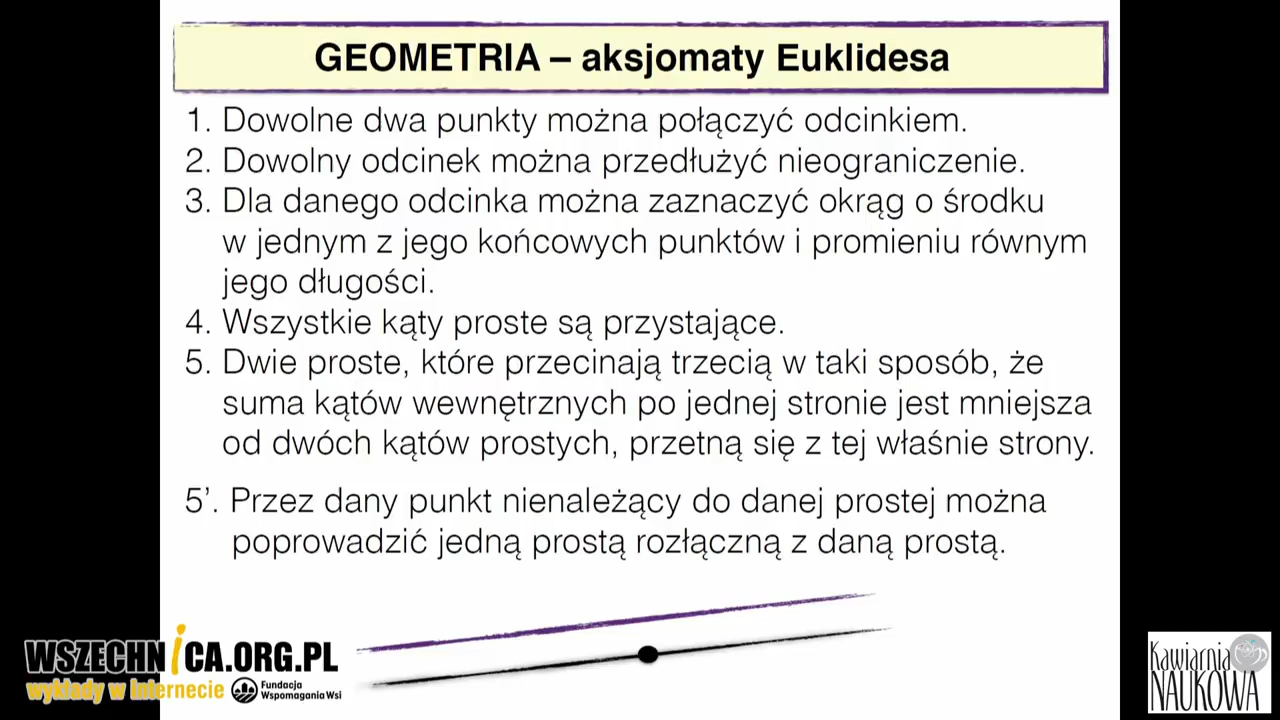 GEOMETRIA – aksjomaty Euklidesa
1. Dowolne dwa punkty można połączyć odcinkiem.
2. Dowolny odcinek można przedłużyć nieograniczenie.
3. Dla danego odcinka można zaznaczyć okrąg o środku
w jednym z jego końcowych punktów i promieniu równym
jego długości.
4. Wszystkie kąty proste są przystające.
5. Dwie proste, które przecinają trzecią w taki sposób, że
suma kątów wewnętrznych po jednej stronie jest mniejsza
od dwóch kątów prostych, przetną się z tej właśnie strony.
5’. Przez dany punkt nienależący do danej prostej można
poprowadzić jedną prostą rozłączną z daną prostą.
WSZECHNiCA.ORG.PL
wykłady w internecie
Fundacja
Wspomagania Wsi
Kawiarnia
NAUKOWA